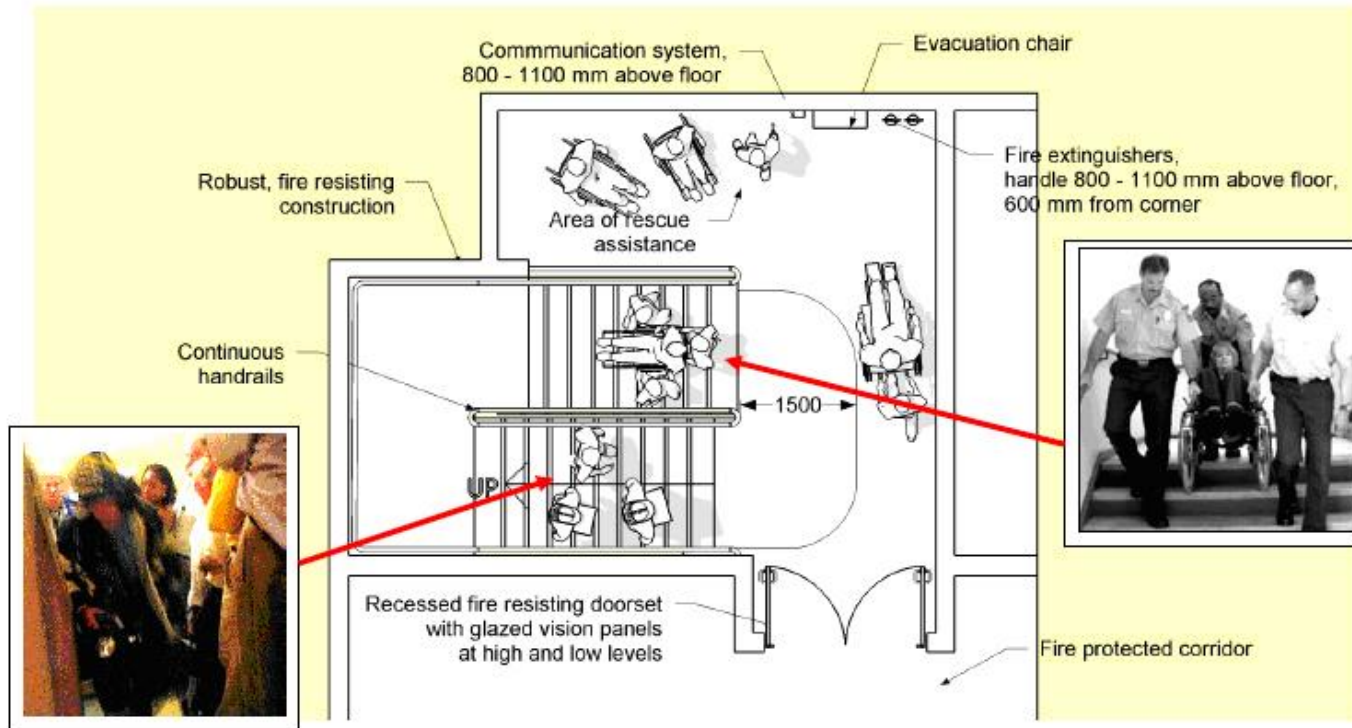 Commmunication system,
800 - 1100 mm above floor
Evacuation chair
Robust, fire resisting
construction
Fire extinguishers,
handle 800 - 1100 mm above floor,
600 mm from corner
Area of rescue
assistance
Continuous
handrails
1500
UP
Recessed fire resisting doorset
with glazed vision panels
at high and low levels
Fire protected corridor